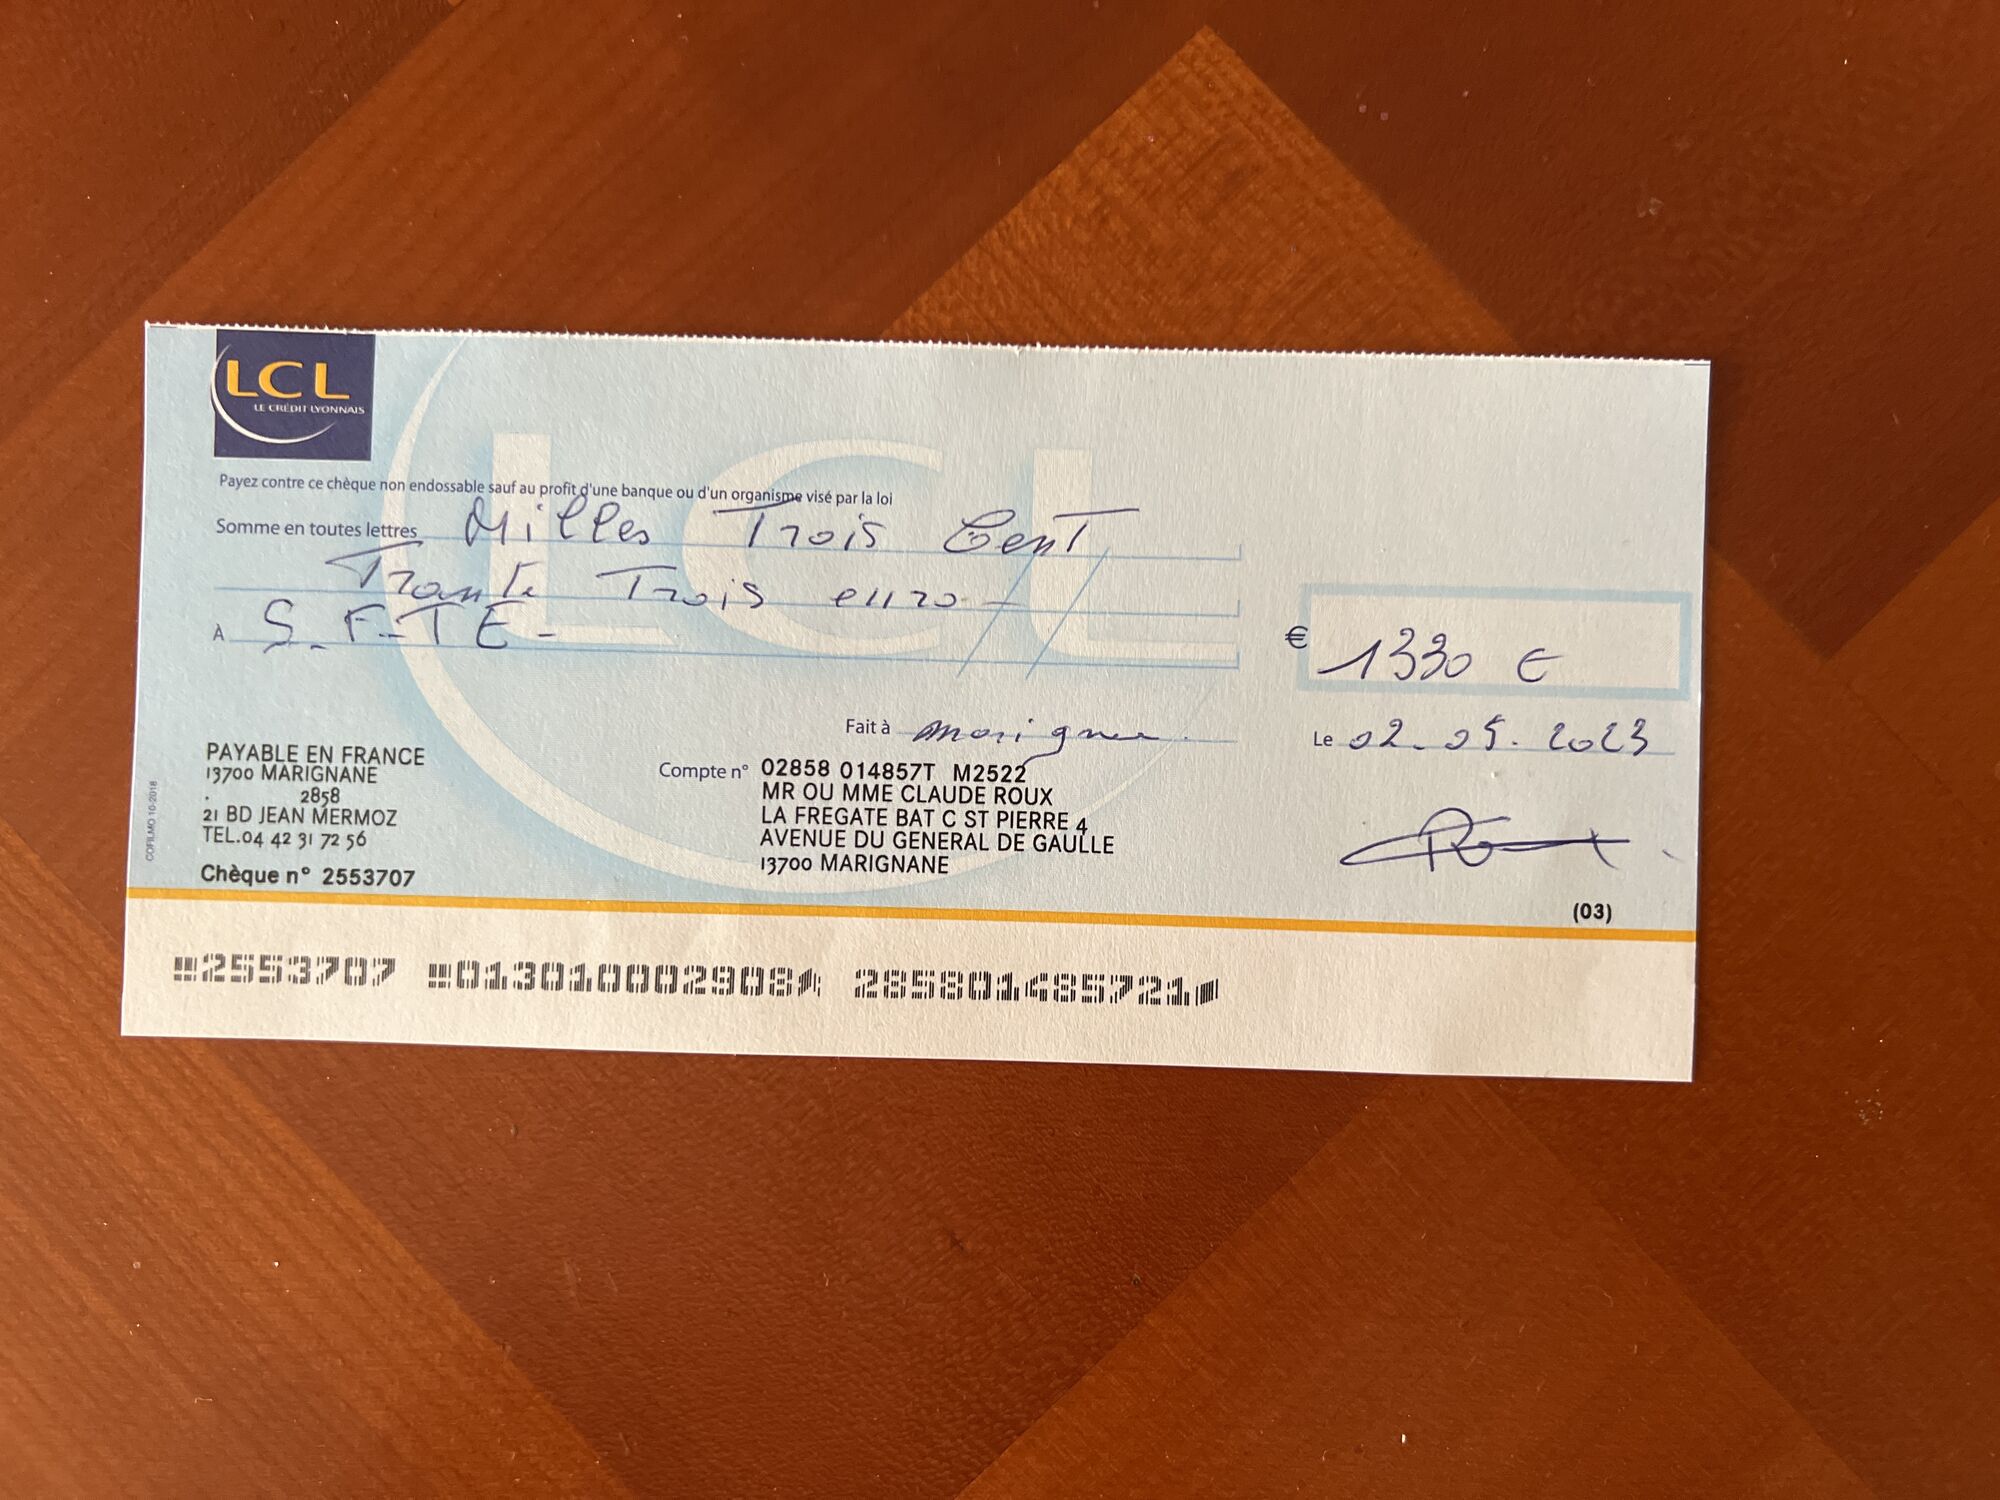 LCL
LE CRÉDIT LYONNAIS
Payez contre ce chèque non endossable sauf au profit d'une banque ou d'un organisme visé par la loi
Somme en toutes lettres Milles Trois Cent
Trante Trois euro
À S.F.T.E.
€ 1330 €
Fait à Marignane Le 02.05.2023
PAYABLE EN FRANCE
13700 MARIGNANE
2858
21 BD JEAN MERMOZ
TEL.04 42 31 72 56
Chèque n° 2553707
Compte n° 02858 014857T M2522
MR OU MME CLAUDE ROUX
LA FREGATE BAT C ST PIERRE 4
AVENUE DU GENERAL DE GAULLE
13700 MARIGNANE
(03)
COFILMO 10-2018
2553707 013010002908 285801485721